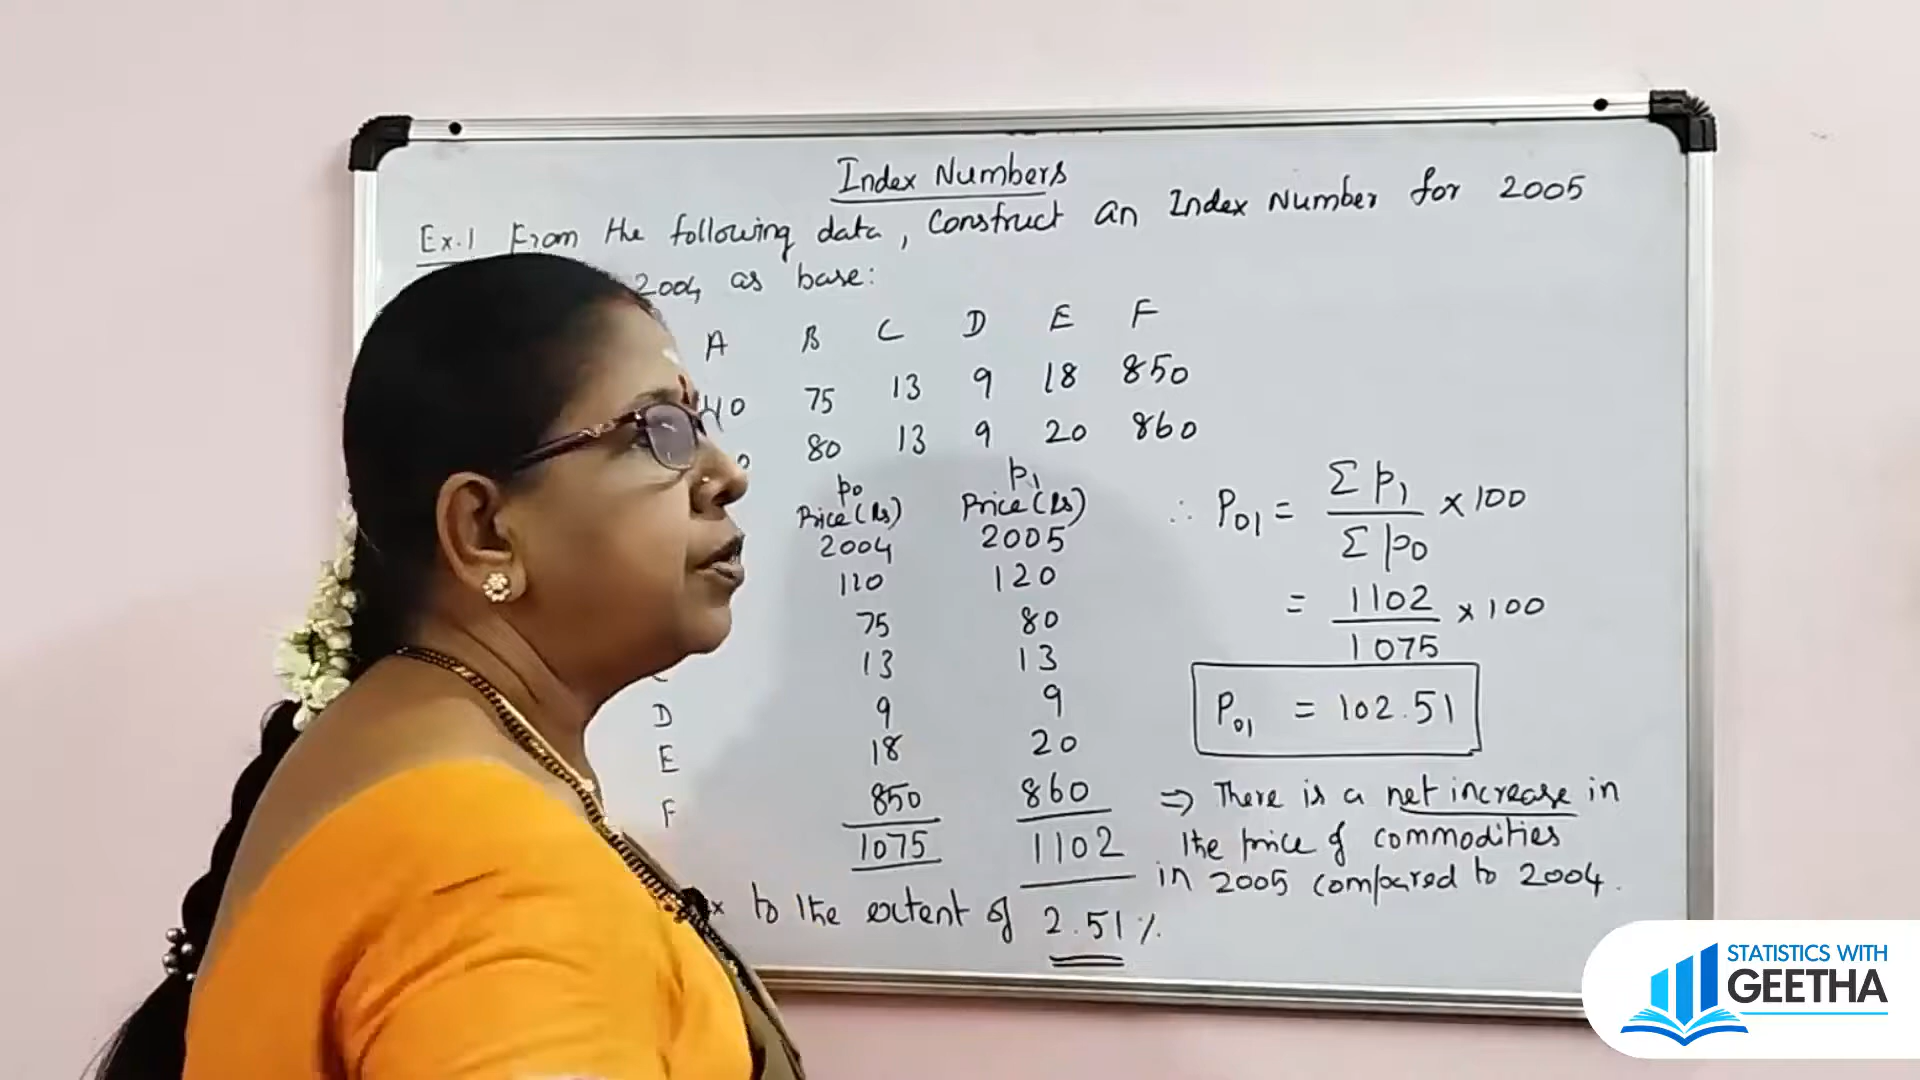 Index Numbers
Ex.1 From the following data, Construct an Index Number for 2005
2004 as base:
A B C D E F
110 75 13 9 18 850
80 13 9 20 860
p₀ p₁
Price (Rs) Price (Rs)
2004 2005
110 120
75 80
13 13
D 9 9
E 18 20
F 850 860
1075 1102
∴ P₀₁ = Σp₁ / Σp₀ × 100
= 1102 / 1075 × 100
P₀₁ = 102.51
⇒ There is a net increase in
the price of commodities
in 2005 compared to 2004.
to the extent of 2.51%.
STATISTICS WITH
GEETHA